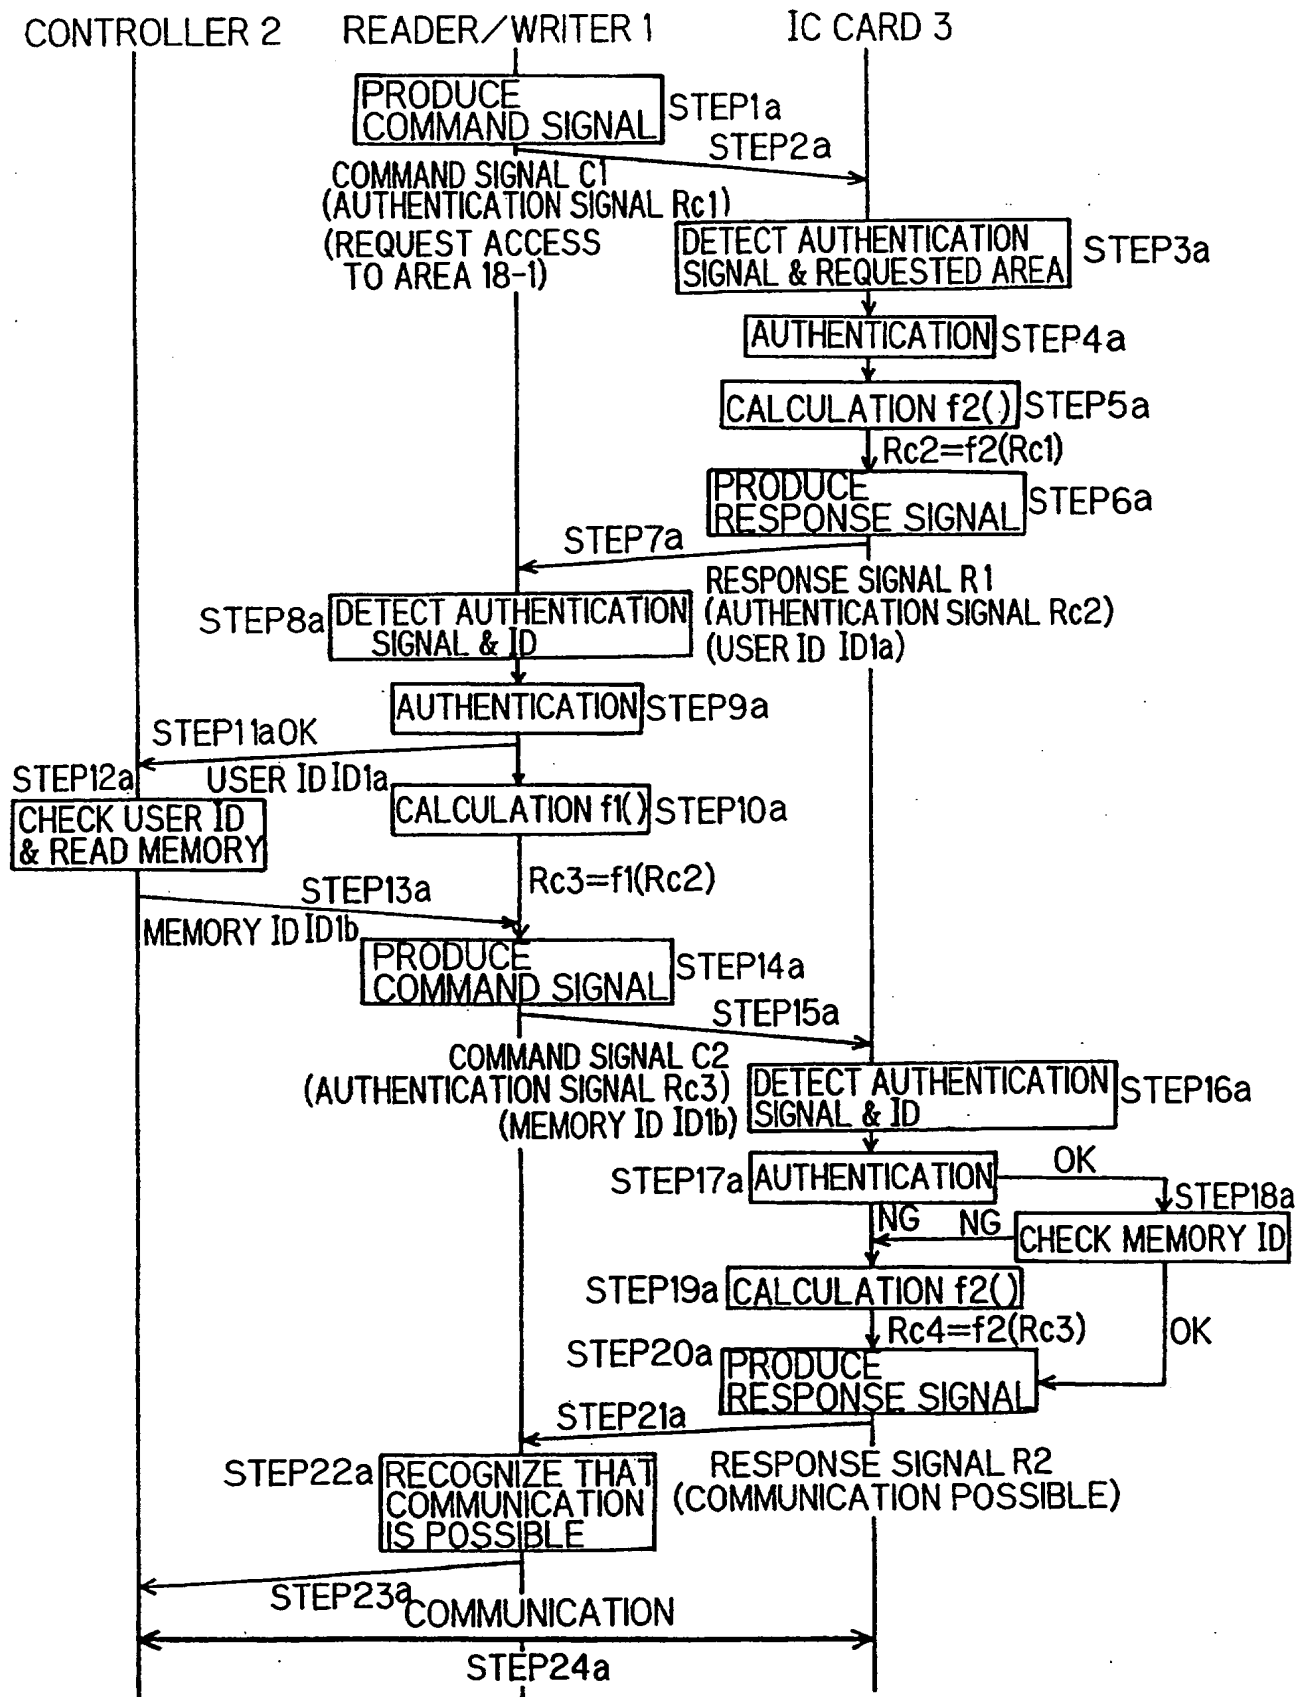 CONTROLLER 2
READER/WRITER 1
IC CARD 3
PRODUCE
COMMAND SIGNAL
STEP1a
STEP2a
COMMAND SIGNAL C1
(AUTHENTICATION SIGNAL Rc1)
(REQUEST ACCESS
TO AREA 18-1)
DETECT AUTHENTICATION
SIGNAL & REQUESTED AREA
STEP3a
AUTHENTICATION
STEP4a
CALCULATION f2()
STEP5a
Rc2=f2(Rc1)
PRODUCE
RESPONSE SIGNAL
STEP6a
STEP7a
RESPONSE SIGNAL R1
(AUTHENTICATION SIGNAL Rc2)
(USER ID ID1a)
STEP8a
DETECT AUTHENTICATION
SIGNAL & ID
AUTHENTICATION
STEP9a
STEP11a OK
USER ID ID1a
STEP12a
CHECK USER ID
& READ MEMORY
CALCULATION f1()
STEP10a
Rc3=f1(Rc2)
STEP13a
MEMORY ID ID1b
PRODUCE
COMMAND SIGNAL
STEP14a
STEP15a
COMMAND SIGNAL C2
(AUTHENTICATION SIGNAL Rc3)
(MEMORY ID ID1b)
DETECT AUTHENTICATION
SIGNAL & ID
STEP16a
STEP17a
AUTHENTICATION
OK
STEP18a
NG
NG
CHECK MEMORY ID
STEP19a
CALCULATION f2()
Rc4=f2(Rc3)
OK
STEP20a
PRODUCE
RESPONSE SIGNAL
STEP21a
RESPONSE SIGNAL R2
(COMMUNICATION POSSIBLE)
STEP22a
RECOGNIZE THAT
COMMUNICATION
IS POSSIBLE
STEP23a
COMMUNICATION
STEP24a